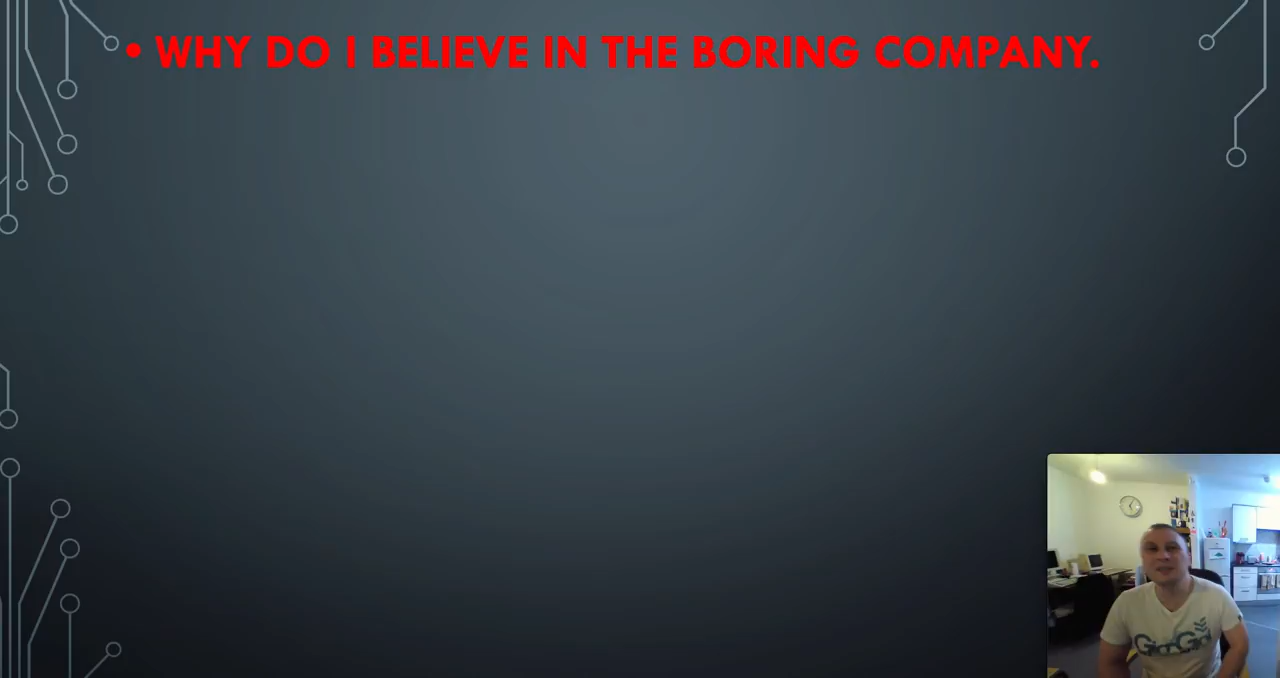 • WHY DO I BELIEVE IN THE BORING COMPANY.